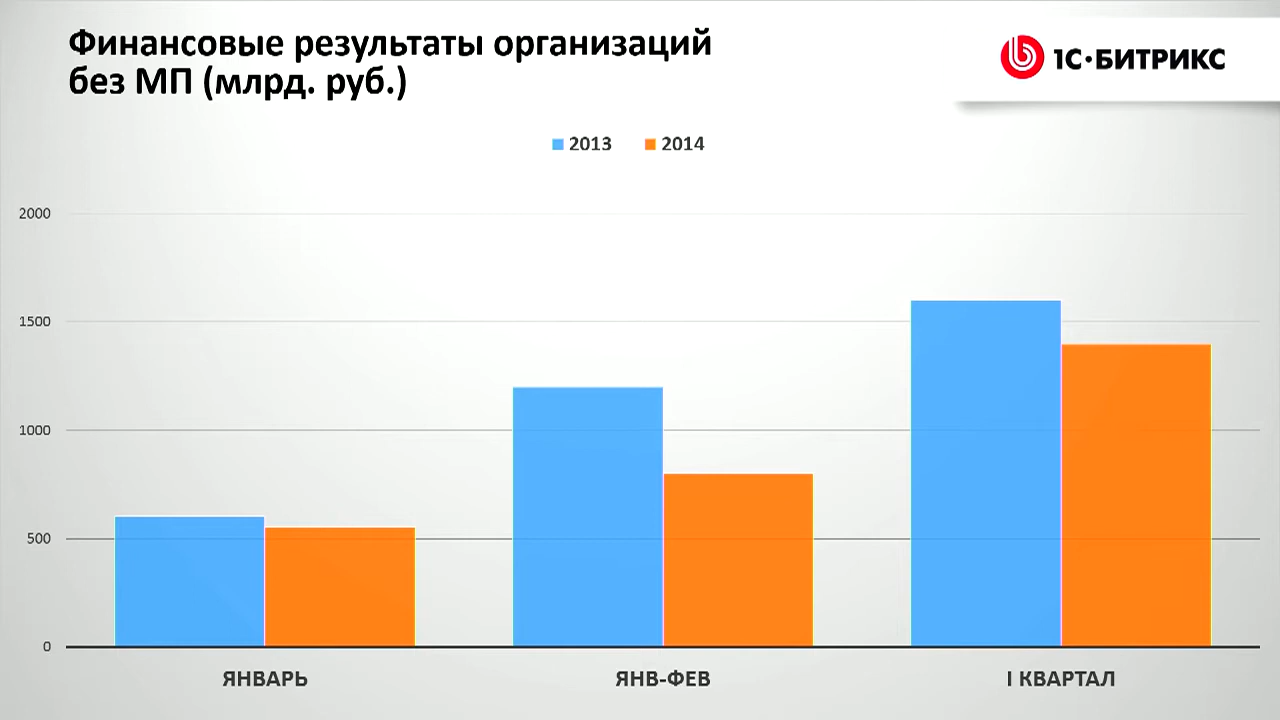 Финансовые результаты организаций
без МП (млрд. руб.)
1С·БИТРИКС
2013 2014
2000
1500
1000
500
0
ЯНВАРЬ ЯНВ-ФЕВ I КВАРТАЛ